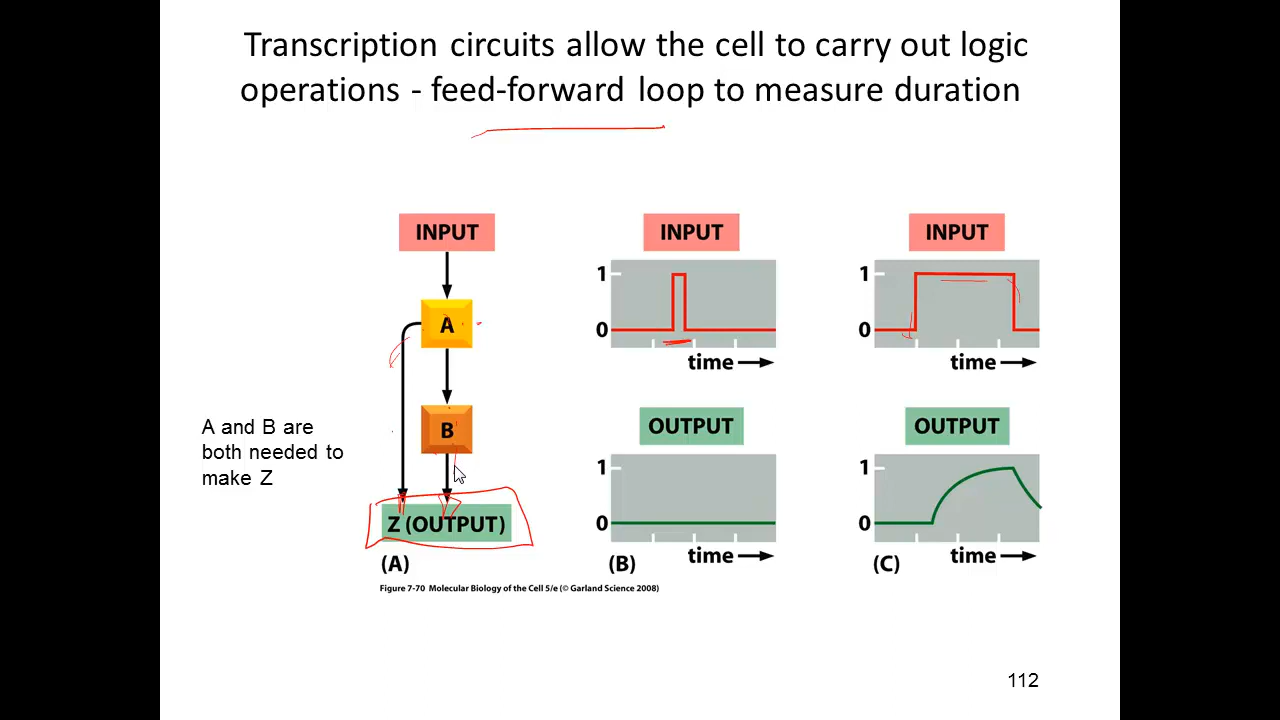 Transcription circuits allow the cell to carry out logic
operations - feed-forward loop to measure duration
INPUT
A
B
Z (OUTPUT)
(A)
A and B are
both needed to
make Z
INPUT
1
0
time
OUTPUT
1
0
time
(B)
INPUT
1
0
time
OUTPUT
1
0
time
(C)
Figure 7-70 Molecular Biology of the Cell 5/e (© Garland Science 2008)
112